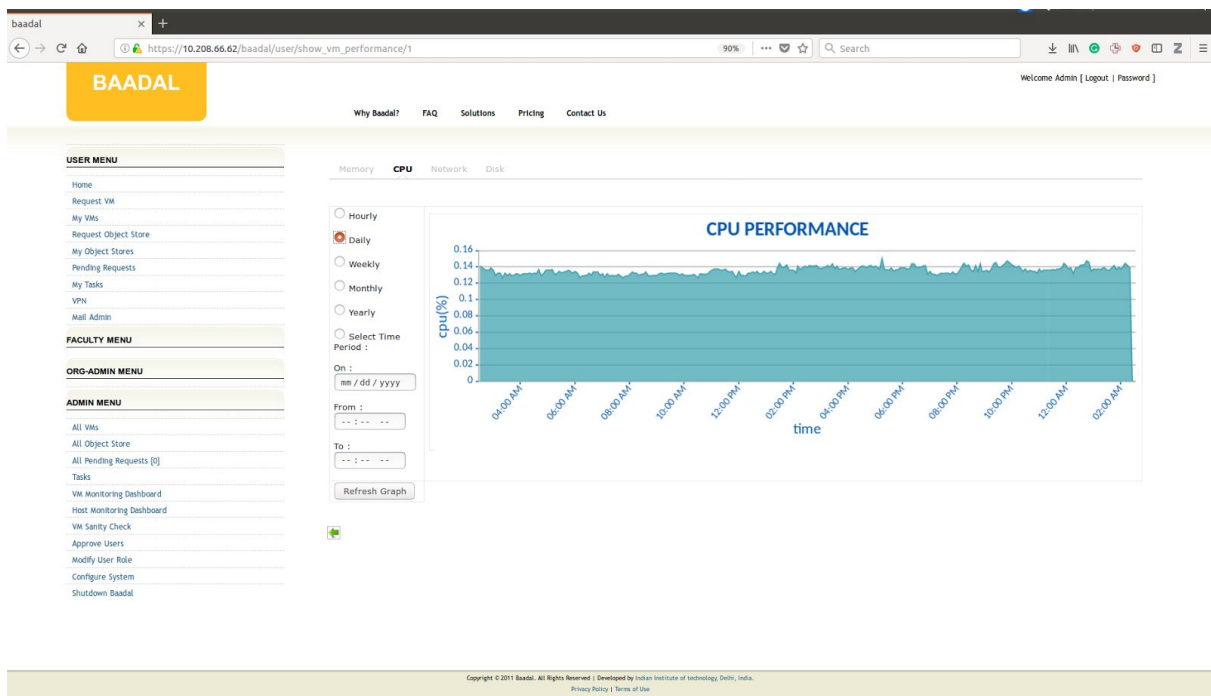 baadal
https://10.208.66.62/baadal/user/show_vm_performance/1
90%
Search
BAADAL
Welcome Admin [ Logout | Password ]
Why Baadal? FAQ Solutions Pricing Contact Us
USER MENU
Home
Request VM
My VMs
Request Object Store
My Object Stores
Pending Requests
My Tasks
VPN
Mail Admin
FACULTY MENU
ORG-ADMIN MENU
ADMIN MENU
All VMs
All Object Store
All Pending Requests {0}
Tasks
VM Monitoring Dashboard
Host Monitoring Dashboard
VM Sanity Check
Approve Users
Modify User Role
Configure System
Shutdown Baadal
Memory CPU Network Disk
Hourly
Daily
Weekly
Monthly
Yearly
Select Time
Period :
On :
mm / dd / yyyy
From :
-- : -- --
To :
-- : -- --
Refresh Graph
CPU PERFORMANCE
cpu(%)
0.16
0.14
0.12
0.1
0.08
0.06
0.04
0.02
0
04:00 AM
06:00 AM
08:00 AM
10:00 AM
12:00 PM
02:00 PM
04:00 PM
06:00 PM
08:00 PM
10:00 PM
12:00 AM
02:00 AM
time
Copyright © 2011 Baadal. All Rights Reserved | Developed by Indian Institute of technology, Delhi, India.
Privacy Policy | Terms of Use